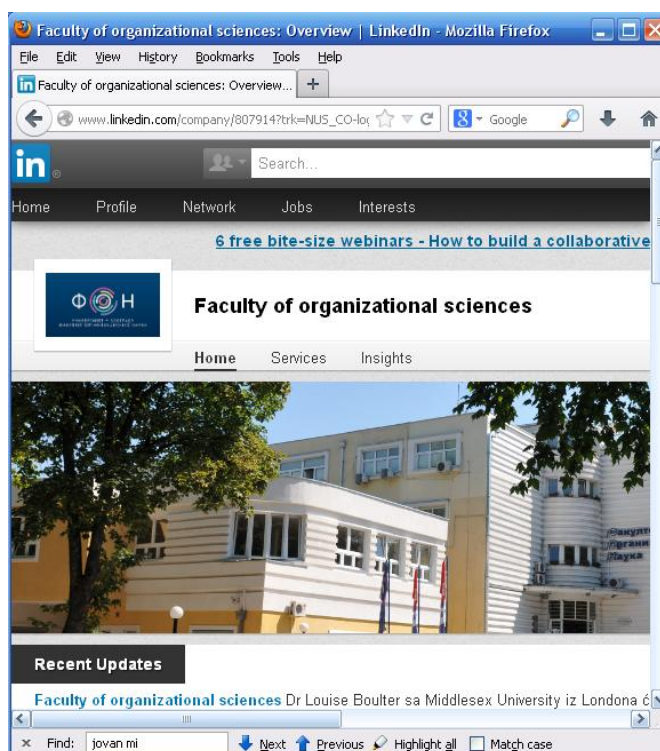 Faculty of organizational sciences: Overview | LinkedIn - Mozilla Firefox
File Edit View History Bookmarks Tools Help
in Faculty of organizational sciences: Overview... +
www.linkedin.com/company/807914?trk=NUS_CO-log Google
in Search...
Home Profile Network Jobs Interests
6 free bite-size webinars - How to build a collaborative
ФОН
Faculty of organizational sciences
Home Services Insights
Recent Updates
Faculty of organizational sciences Dr Louise Boulter sa Middlesex University iz Londona ć
× Find: jovan mi Next Previous Highlight all Match case